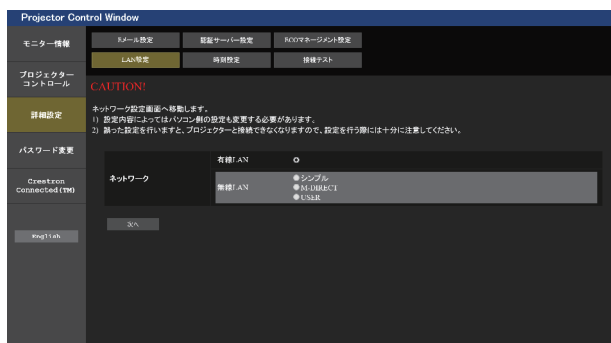 Projector Control Window
モニター情報
プロジェクター
コントロール
詳細設定
パスワード変更
Crestron
Connected(TM)
English
Eメール設定
認証サーバー設定
ECOマネージメント設定
LAN設定
時刻設定
接続テスト
CAUTION!
ネットワーク設定画面へ移動します。
1) 設定内容によってはパソコン側の設定も変更する必要があります。
2) 誤った設定を行いますと、プロジェクターと接続できなくなりますので、設定を行う際には十分に注意してください。
ネットワーク
有線LAN
無線LAN
シンプル
M-DIRECT
USER
次へ